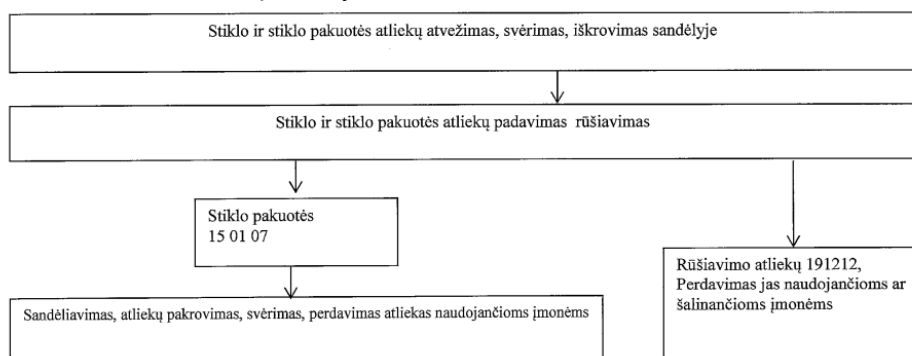 Stiklo ir stiklo pakuotės atliekų atvežimas, svėrimas, iškrovimas sandėlyje
Stiklo ir stiklo pakuotės atliekų padavimas rūšiavimas
Stiklo pakuotės
15 01 07
Rūšiavimo atliekų 191212,
Perdavimas jas naudojančioms ar
šalinančioms įmonėms
Sandėliavimas, atliekų pakrovimas, svėrimas, perdavimas atliekas naudojančioms įmonėms